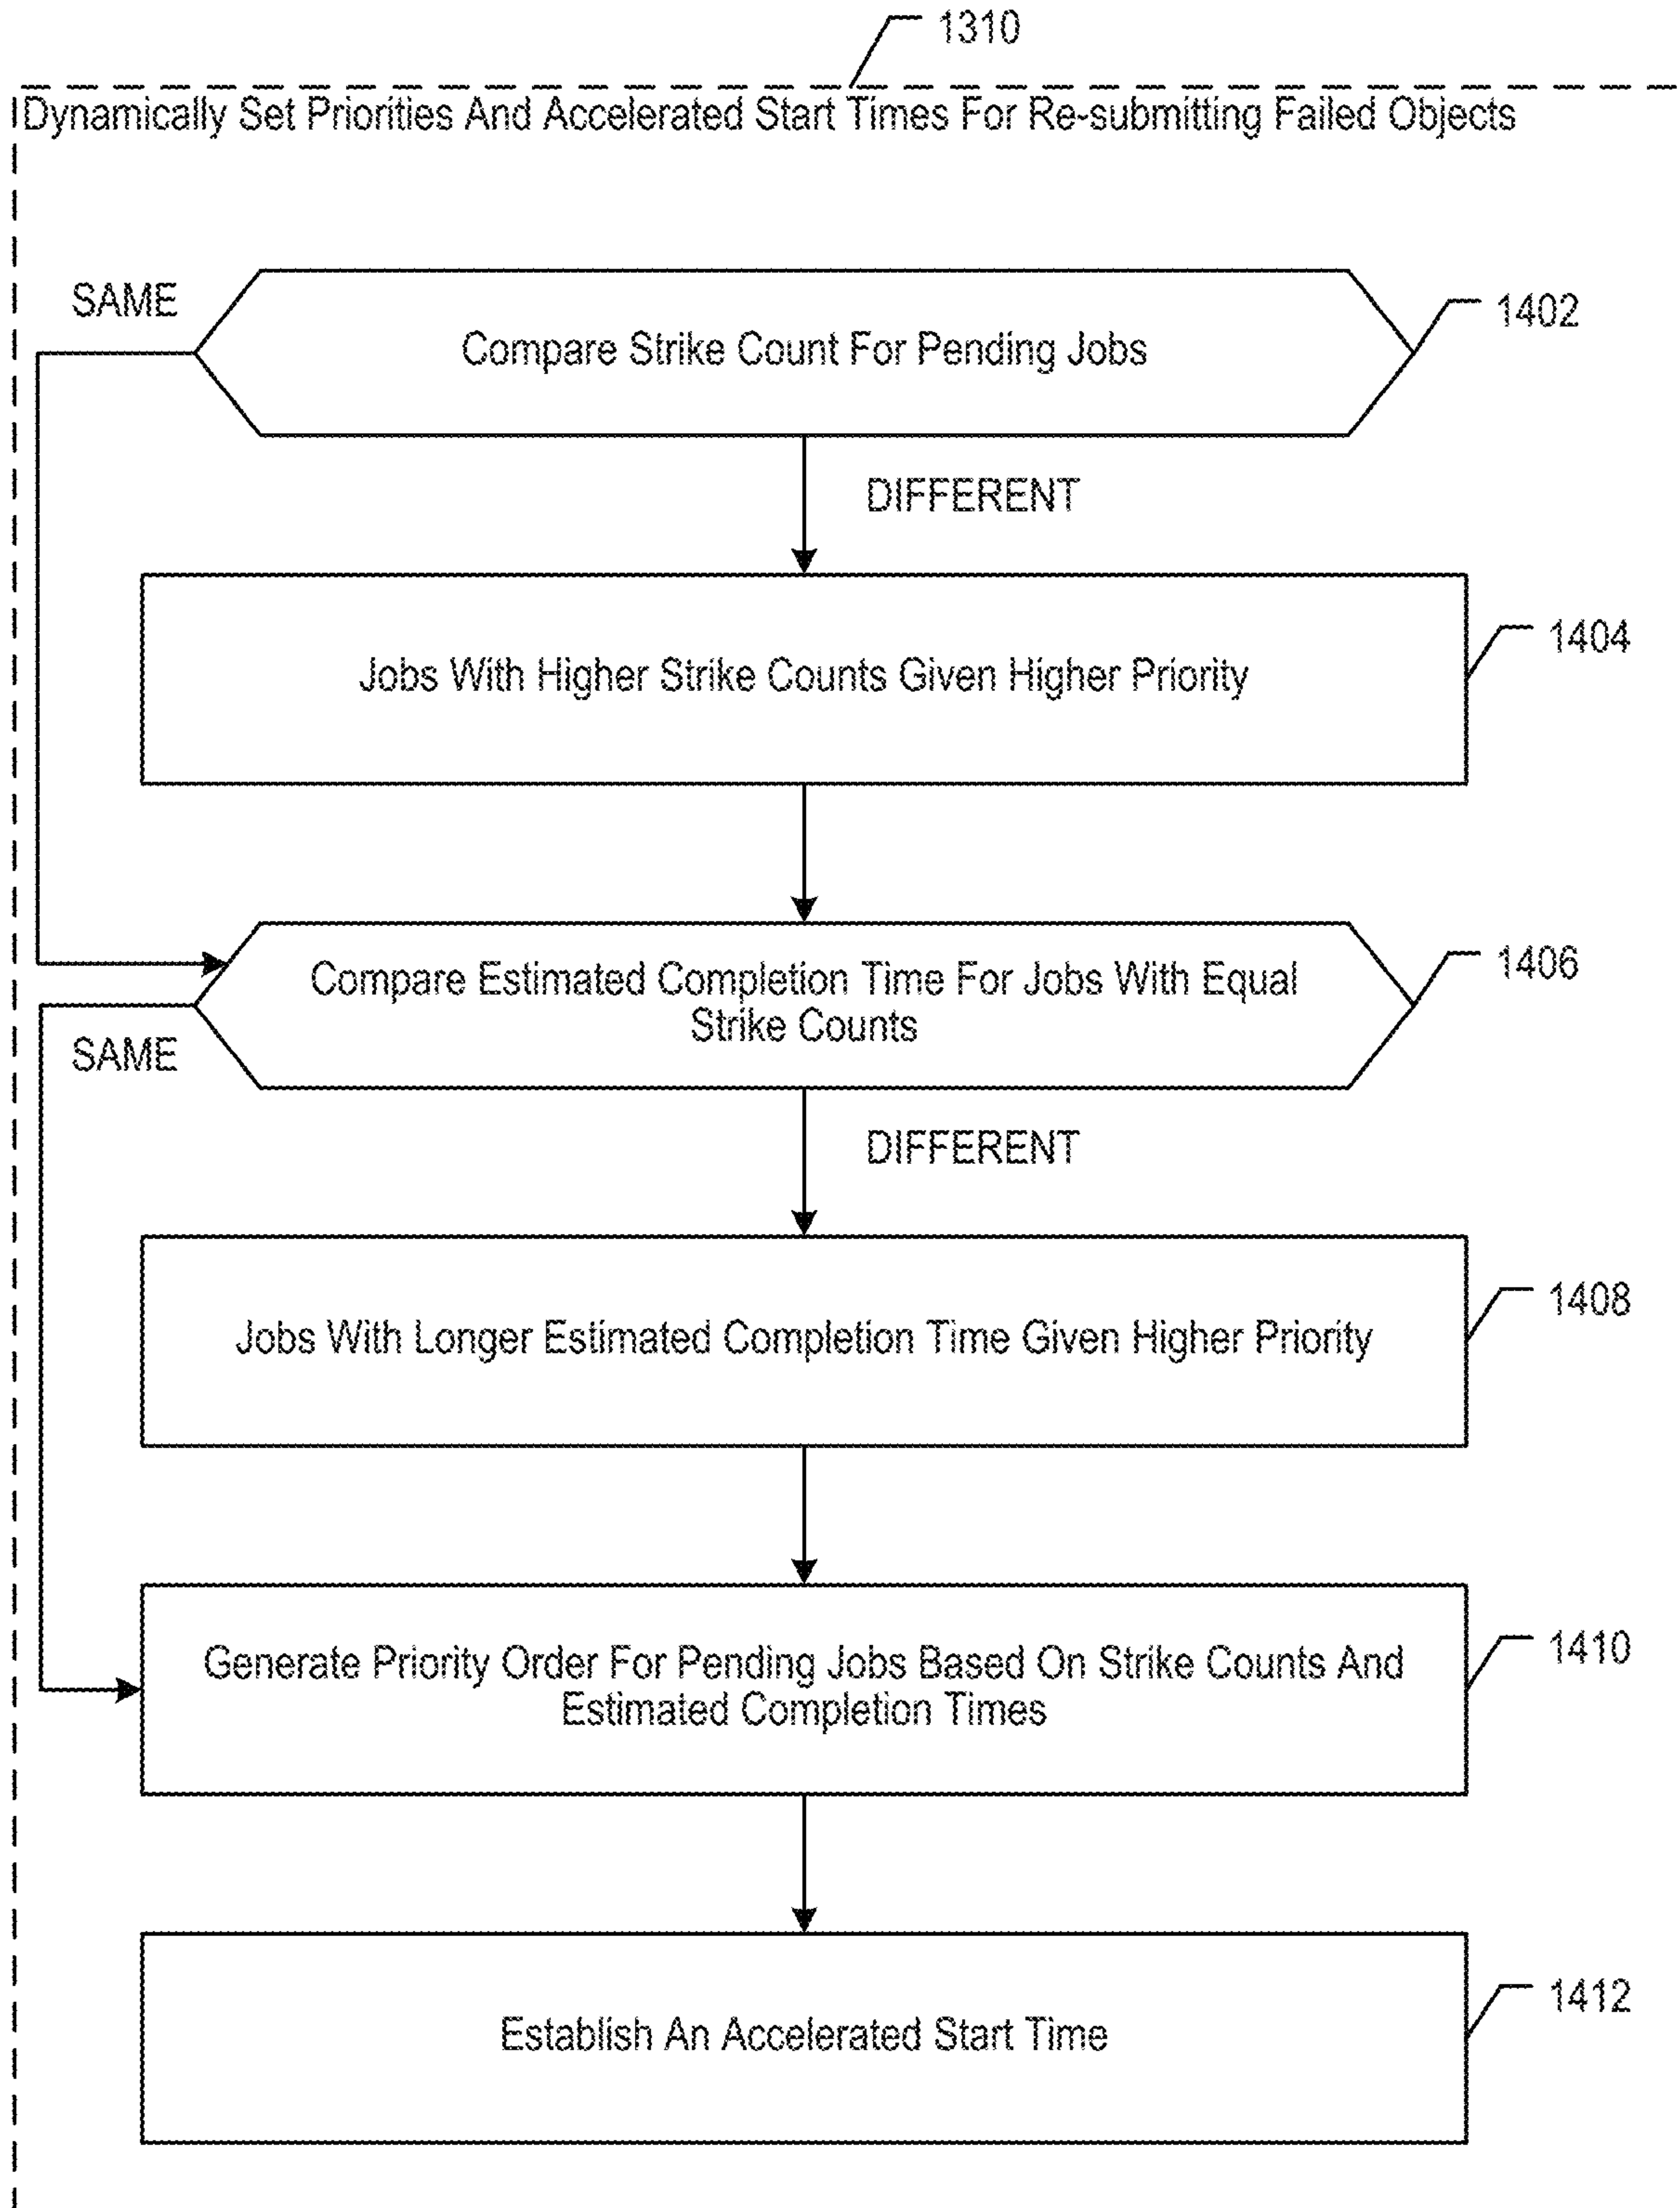 1310
Dynamically Set Priorities And Accelerated Start Times For Re-submitting Failed Objects
SAME
1402
Compare Strike Count For Pending Jobs
DIFFERENT
1404
Jobs With Higher Strike Counts Given Higher Priority
1406
Compare Estimated Completion Time For Jobs With Equal
Strike Counts
SAME
DIFFERENT
1408
Jobs With Longer Estimated Completion Time Given Higher Priority
1410
Generate Priority Order For Pending Jobs Based On Strike Counts And
Estimated Completion Times
1412
Establish An Accelerated Start Time